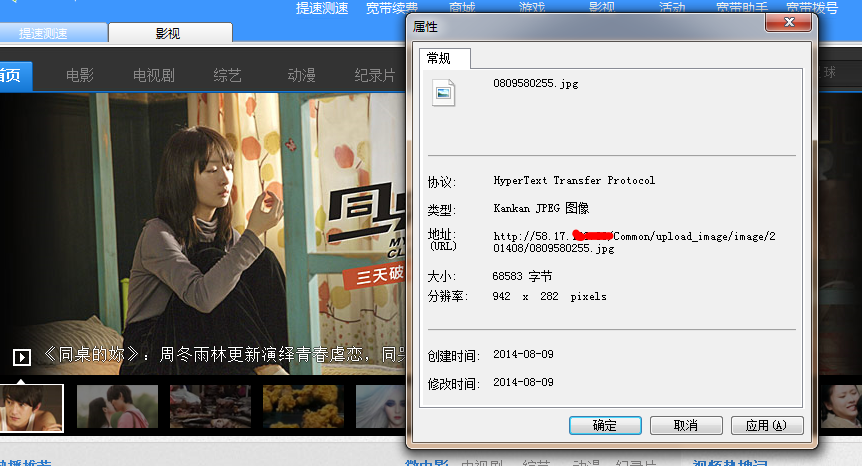 提速测速 宽带续费 商城 游戏 影视 活动 宽带助手 宽带拨号
提速测速 影视
首页 电影 电视剧 综艺 动漫 纪录片 球
同桌
MY
CL
三天破
《同桌的妳》：周冬雨林更新演绎青春虐恋，同
属性
常规
0809580255.jpg
协议： HyperText Transfer Protocol
类型： Kankan JPEG 图像
地址： http://58.17. /Common/upload_image/image/2
(URL) 01408/0809580255.jpg
大小： 68583 字节
分辨率： 942 x 282 pixels
创建时间： 2014-08-09
修改时间： 2014-08-09
确定 取消 应用(A)
播推荐 微电影 电视剧 综艺 动漫 纪录片 视频热搜词